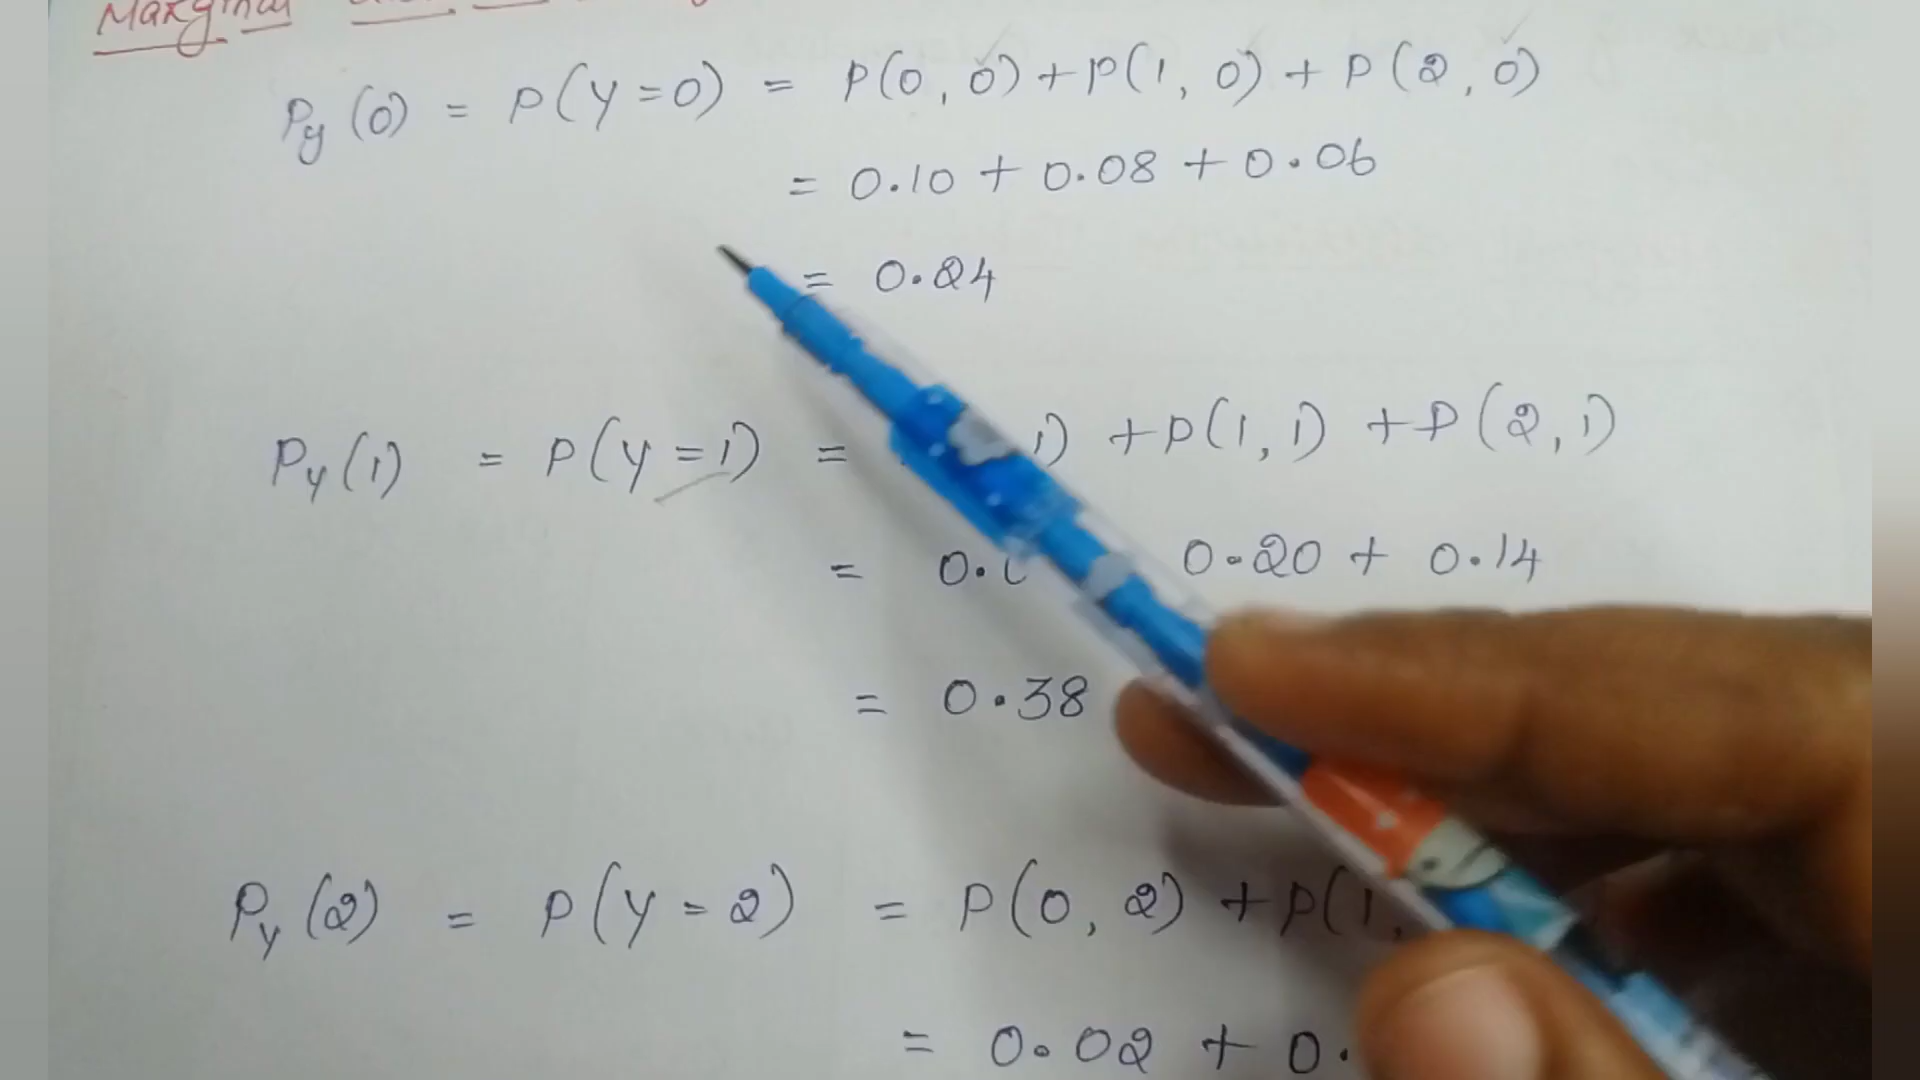 Marginal
Py(0) = P(Y=0) = P(0,0)+P(1,0)+P(2,0)
= 0.10 + 0.08 + 0.06
= 0.24
PY(1) = P(Y=1) = 1) +P(1,1) +P(2,1)
= 0. 0.20 + 0.14
= 0.38
PY(2) = P(Y=2) = P(0,2) +P(1,
= 0.02 + 0.